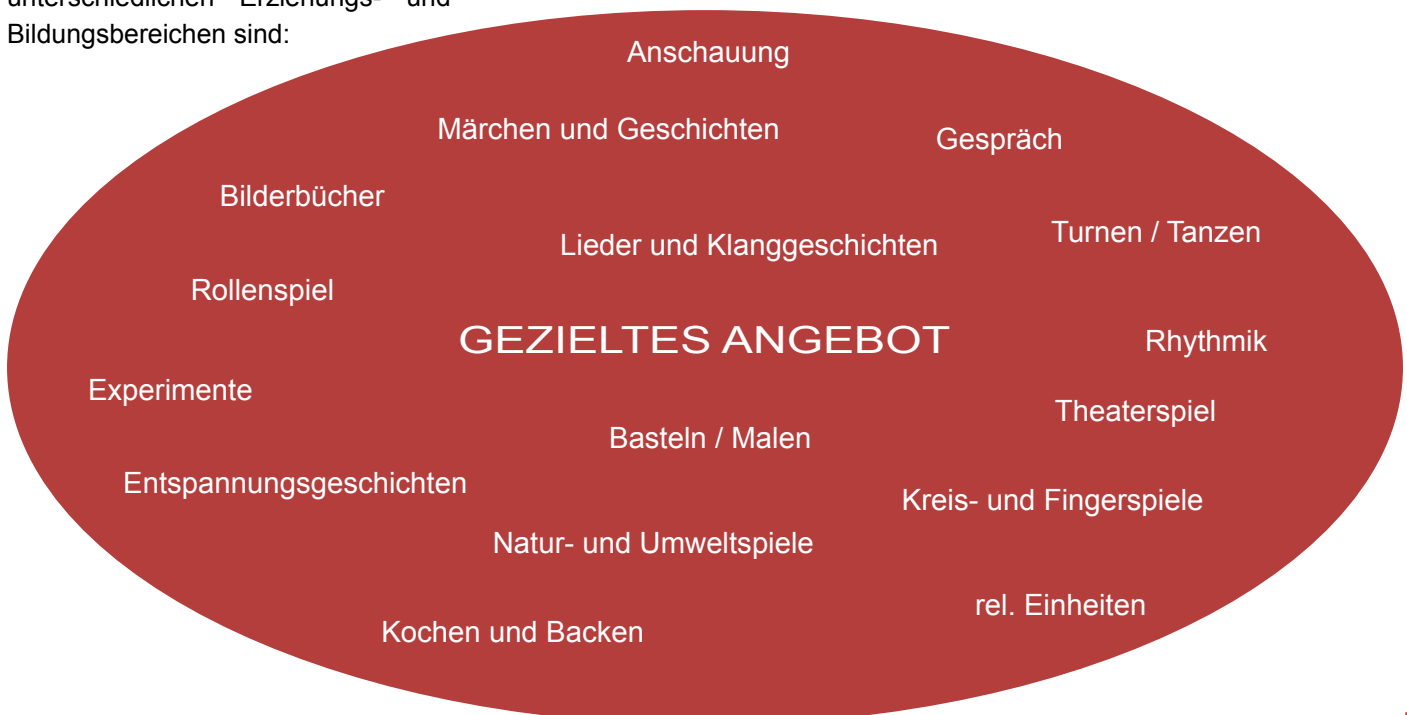 unterschiedlichen Erziehungs- und
Bildungsbereichen sind:
Anschauung
Märchen und Geschichten
Gespräch
Bilderbücher
Turnen / Tanzen
Lieder und Klanggeschichten
Rollenspiel
GEZIELTES ANGEBOT
Rhythmik
Experimente
Theaterspiel
Basteln / Malen
Entspannungsgeschichten
Kreis- und Fingerspiele
Natur- und Umweltspiele
rel. Einheiten
Kochen und Backen